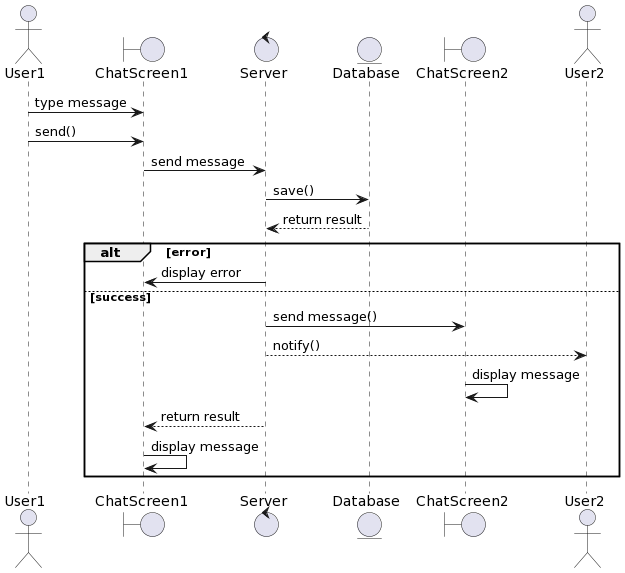 User1
ChatScreen1
Server
Database
ChatScreen2
User2
type message
send()
send message
save()
return result
alt [error]
display error
[success]
send message()
notify()
display message
return result
display message
User1
ChatScreen1
Server
Database
ChatScreen2
User2